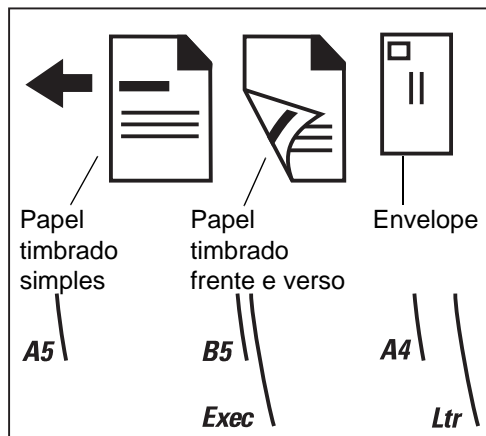 Papel
timbrado
simples
Papel
timbrado
frente e verso
Envelope
A5
B5
A4
Exec
Ltr